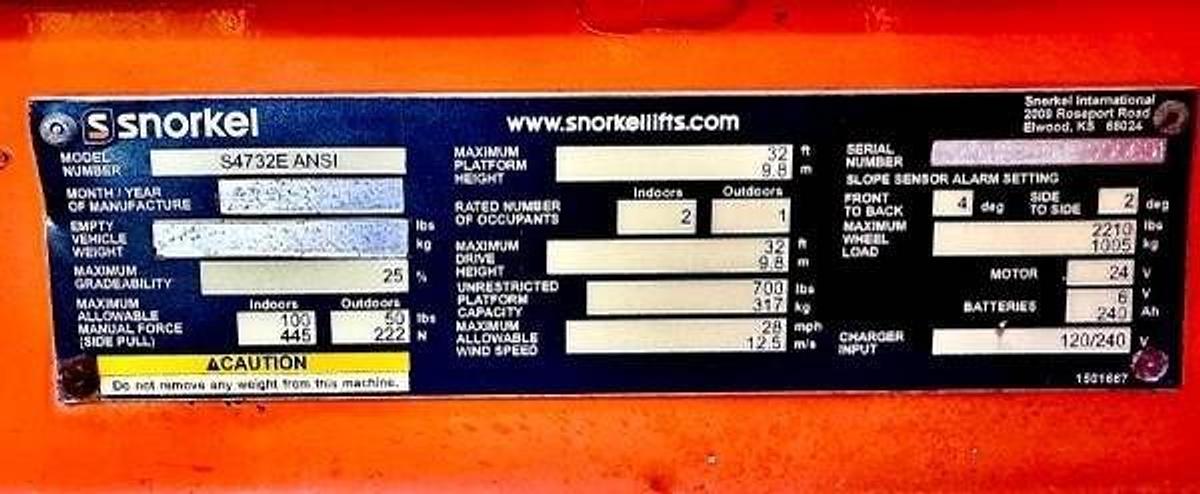 snorkel
MODEL
NUMBER
S4732E ANSI
MONTH / YEAR
OF MANUFACTURE
EMPTY
VEHICLE
WEIGHT
lbs
kg
MAXIMUM
GRADEABILITY
25 %
MAXIMUM
ALLOWABLE
MANUAL FORCE
(SIDE PULL)
Indoors Outdoors
100 50 lbs
445 222 N
CAUTION
Do not remove any weight from this machine.
www.snorkellifts.com
MAXIMUM
PLATFORM
HEIGHT
32 ft
9.8 m
Indoors Outdoors
RATED NUMBER
OF OCCUPANTS
2 1
MAXIMUM
DRIVE
HEIGHT
32 ft
9.8 m
UNRESTRICTED
PLATFORM
CAPACITY
700 lbs
317 kg
MAXIMUM
ALLOWABLE
WIND SPEED
28 mph
12.5 m/s
Snorkel International
2009 Roseport Road
Elwood, KS 66024
SERIAL
NUMBER
SLOPE SENSOR ALARM SETTING
FRONT
TO BACK
4 deg
SIDE
TO SIDE
2 deg
MAXIMUM
WHEEL
LOAD
2210 lbs
1005 kg
MOTOR 24 V
BATTERIES
6 V
240 Ah
CHARGER
INPUT
120/240 V
1501667